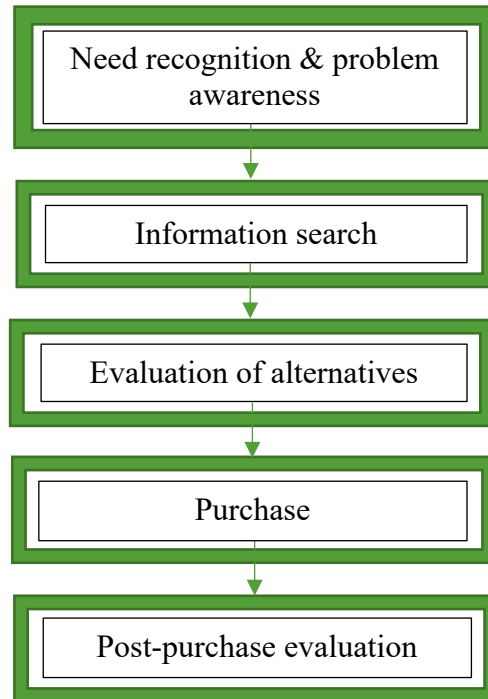 Need recognition & problem
awareness
Information search
Evaluation of alternatives
Purchase
Post-purchase evaluation